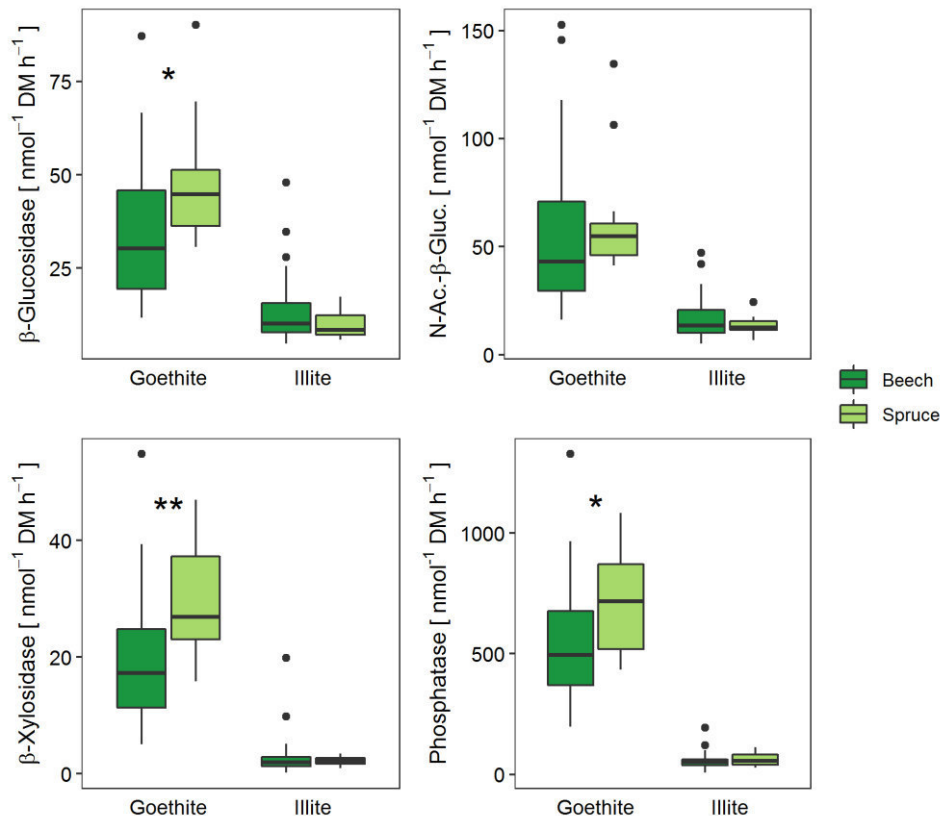 β-Glucosidase [ nmol⁻¹ DM h⁻¹ ]
75
50
25
*
Goethite
Illite
N-Ac.-β-Gluc. [ nmol⁻¹ DM h⁻¹ ]
150
100
50
0
Goethite
Illite
Beech
Spruce
β-Xylosidase [ nmol⁻¹ DM h⁻¹ ]
40
20
0
**
Goethite
Illite
Phosphatase [ nmol⁻¹ DM h⁻¹ ]
1000
500
0
*
Goethite
Illite